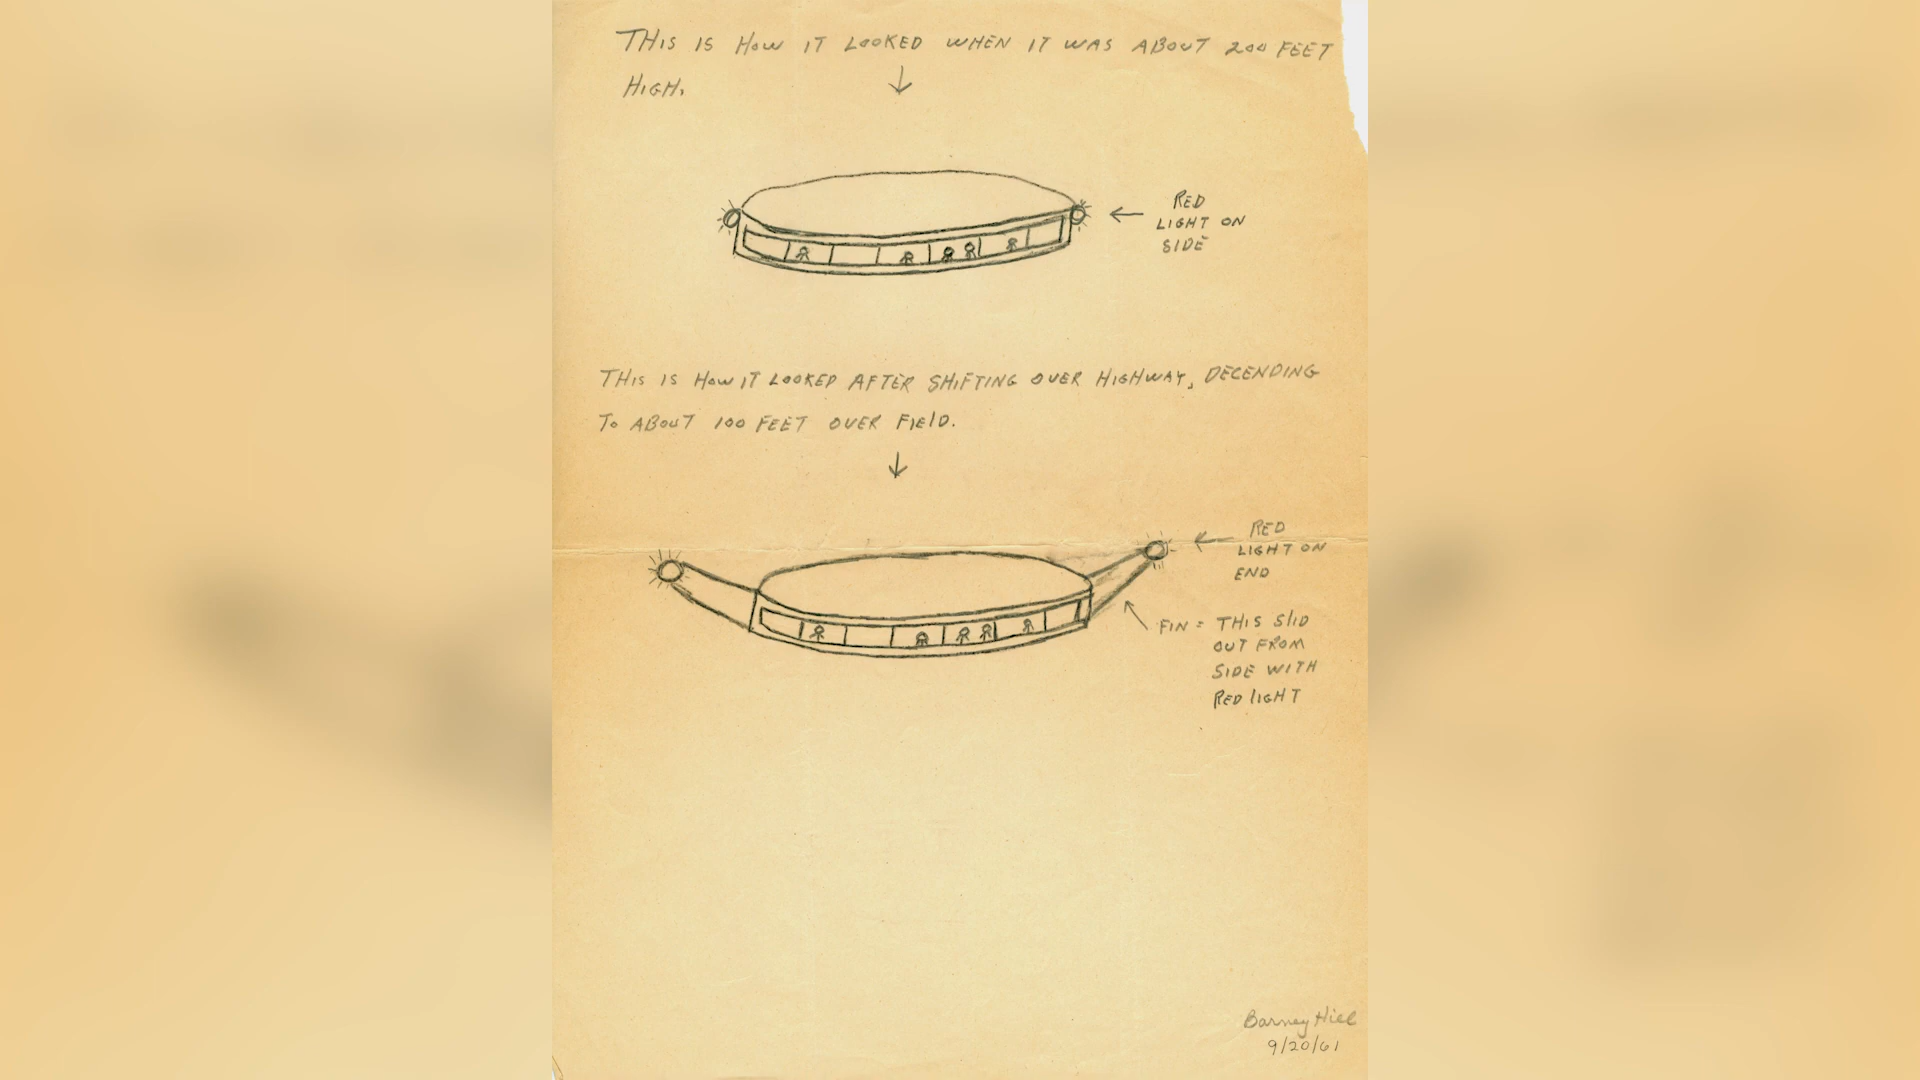 THIS IS HOW IT LOOKED WHEN IT WAS ABOUT 200 FEET
HIGH.
RED
LIGHT ON
SIDE
THIS IS HOW IT LOOKED AFTER SHIFTING OVER HIGHWAY, DECENDING
TO ABOUT 100 FEET OVER FIElD.
RED
LIGHT ON
END
FIN = THIS SlID
OUT FROM
SIDE WITH
RED lIGHT
Barney Hill
9/20/61